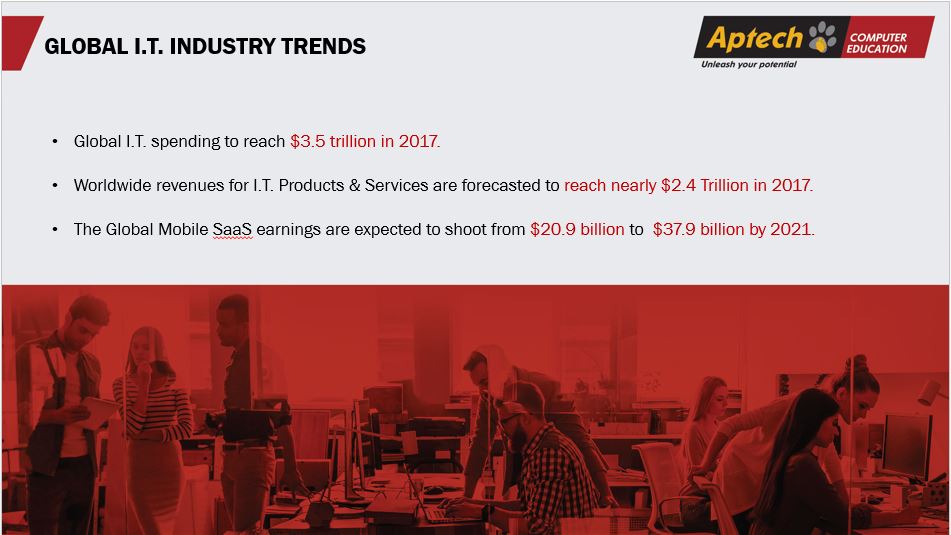 GLOBAL I.T. INDUSTRY TRENDS
Aptech COMPUTER EDUCATION
Unleash your potential
• Global I.T. spending to reach $3.5 trillion in 2017.
• Worldwide revenues for I.T. Products & Services are forecasted to reach nearly $2.4 Trillion in 2017.
• The Global Mobile SaaS earnings are expected to shoot from $20.9 billion to $37.9 billion by 2021.